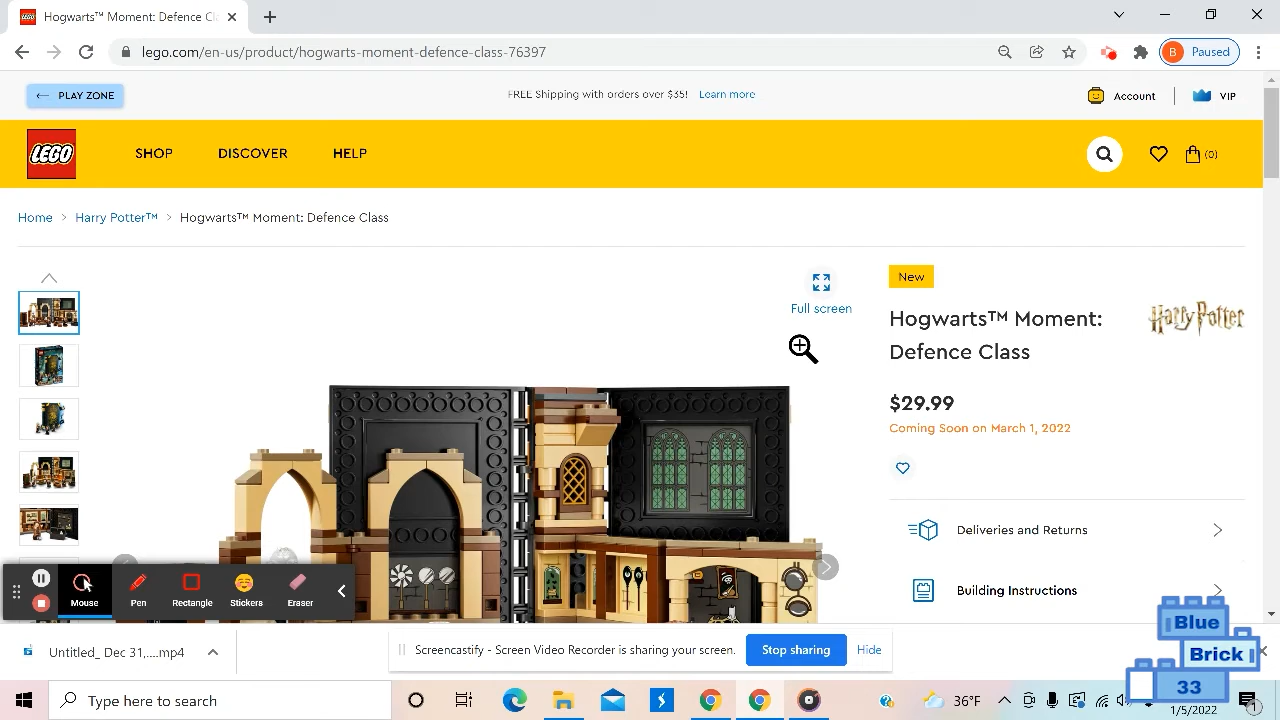 Hogwarts™ Moment: Defence Cl
lego.com/en-us/product/hogwarts-moment-defence-class-76397
B Paused
PLAY ZONE
FREE Shipping with orders over $35! Learn more
Account
VIP
LEGO
SHOP
DISCOVER
HELP
(0)
Home > Harry Potter™ > Hogwarts™ Moment: Defence Class
Full screen
New
Hogwarts™ Moment:
Defence Class
Harry Potter
$29.99
Coming Soon on March 1, 2022
Deliveries and Returns
Building Instructions
Mouse
Pen
Rectangle
Stickers
Eraser
Blue
Brick
33
Untitled_ Dec 31,....mp4
Screencastify - Screen Video Recorder is sharing your screen.
Stop sharing
Hide
Type here to search
36°F
1/5/2022